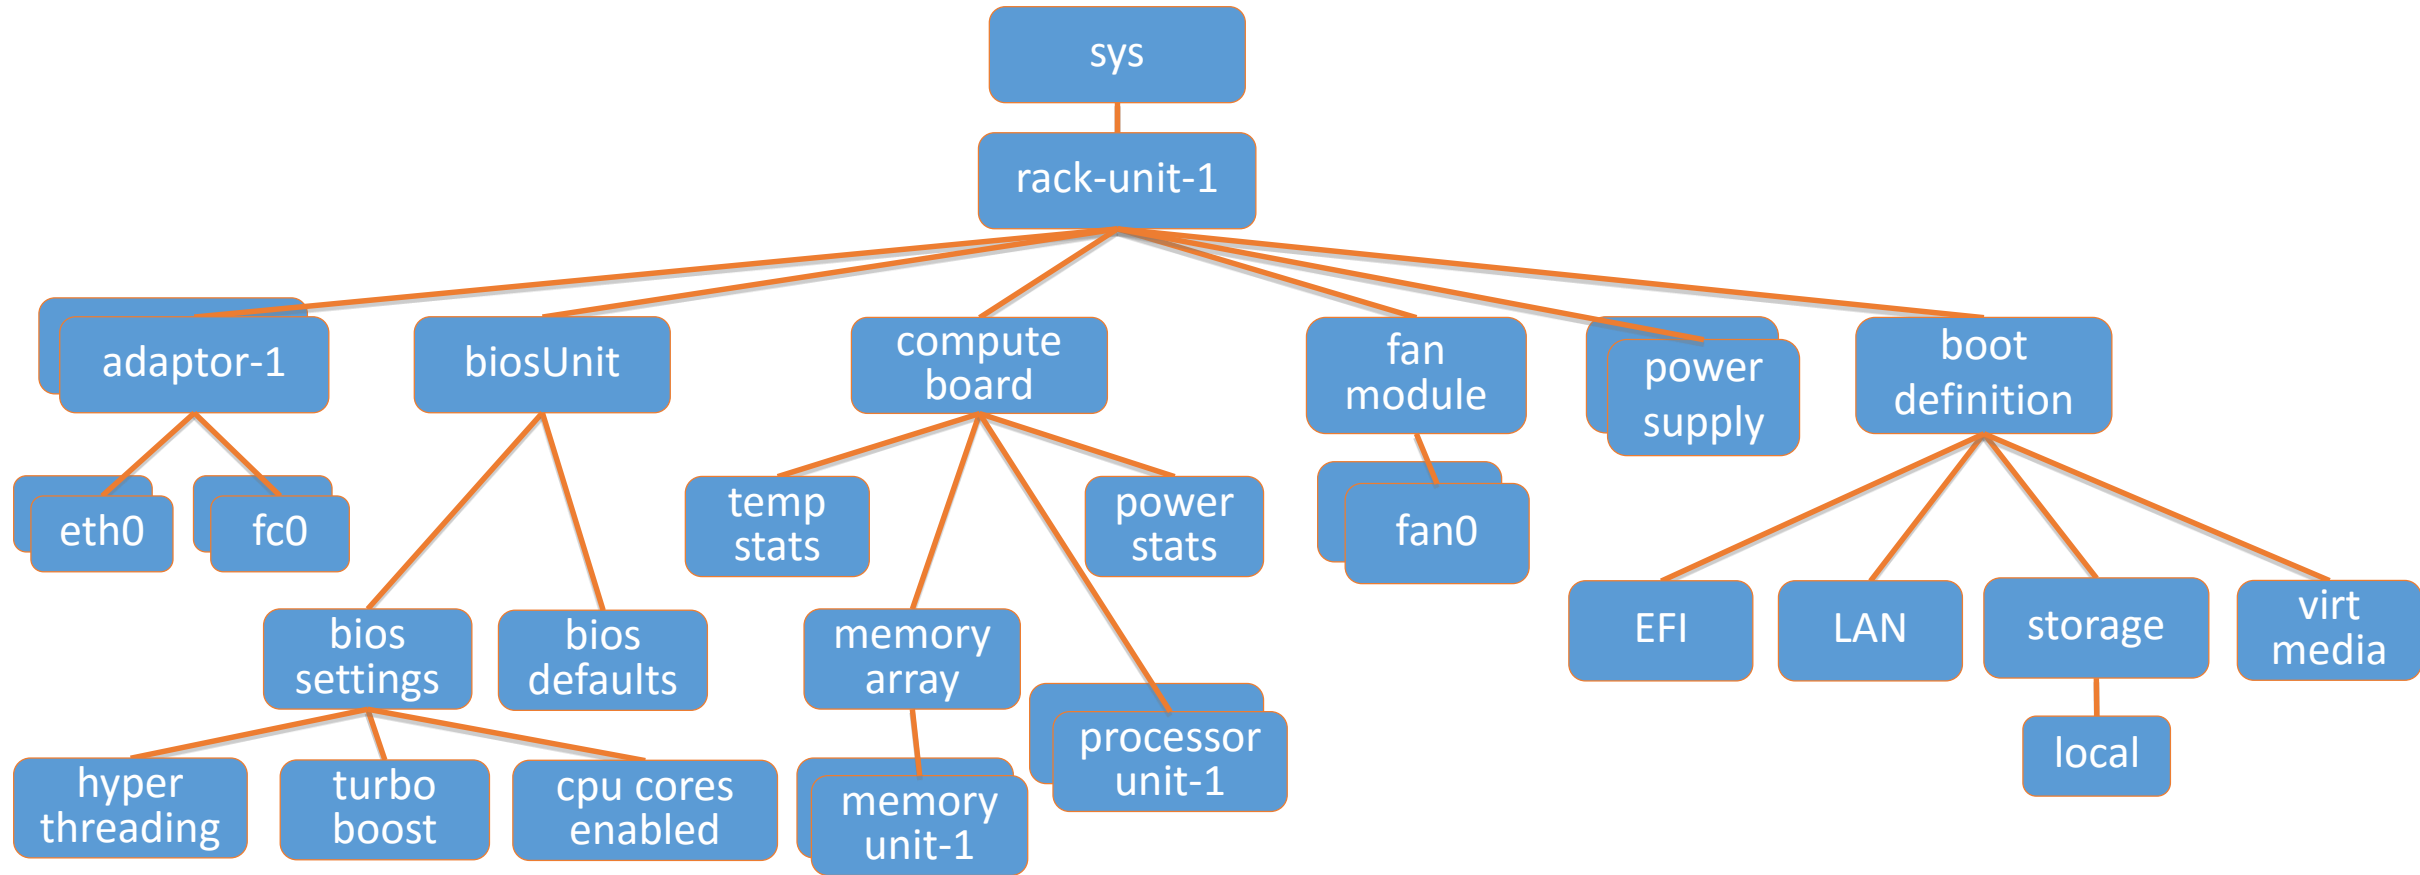 sys
rack-unit-1
adaptor-1
biosUnit
compute
board
fan
module
power
supply
boot
definition
eth0
fc0
temp
stats
power
stats
fan0
bios
settings
bios
defaults
memory
array
processor
unit-1
EFI
LAN
storage
virt
media
hyper
threading
turbo
boost
cpu cores
enabled
memory
unit-1
local